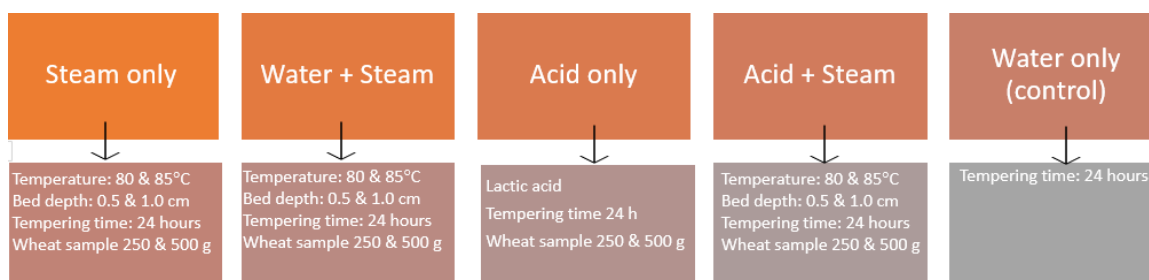 Steam only
Water + Steam
Acid only
Acid + Steam
Water only
(control)
Temperature: 80 & 85°C
Bed depth: 0.5 & 1.0 cm
Tempering time: 24 hours
Wheat sample 250 & 500 g
Temperature: 80 & 85°C
Bed depth: 0.5 & 1.0 cm
Tempering time: 24 hours
Wheat sample 250 & 500 g
Lactic acid
Tempering time 24 h
Wheat sample 250 & 500 g
Temperature: 80 & 85°C
Bed depth: 0.5 & 1.0 cm
Tempering time: 24 hours
Wheat sample 250 & 500 g
Tempering time: 24 hours